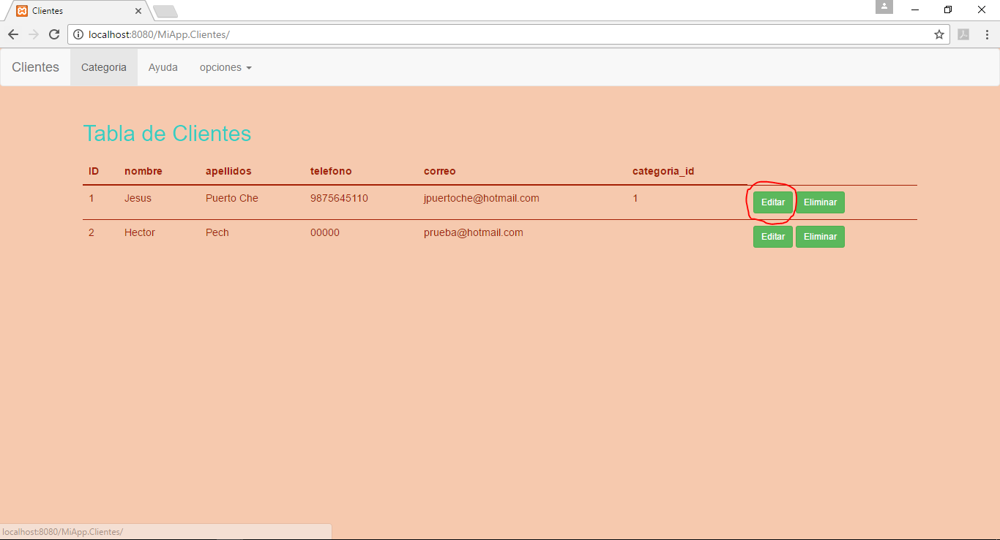 Clientes
localhost:8080/MiApp.Clientes/
Clientes Categoria Ayuda opciones
Tabla de Clientes
ID nombre apellidos telefono correo categoria_id
1 Jesus Puerto Che 9875645110 jpuertoche@hotmail.com 1 Editar Eliminar
2 Hector Pech 00000 prueba@hotmail.com Editar Eliminar
localhost:8080/MiApp.Clientes/